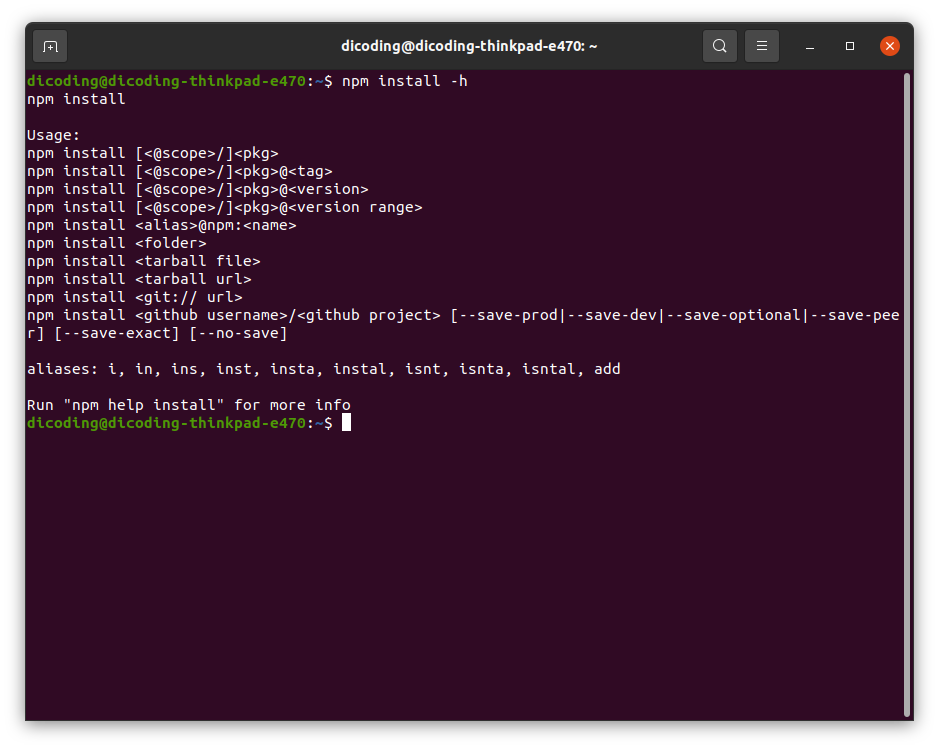 dicoding@dicoding-thinkpad-e470: ~
dicoding@dicoding-thinkpad-e470:~$ npm install -h
npm install
Usage:
npm install [<@scope>/]<pkg>
npm install [<@scope>/]<pkg>@<tag>
npm install [<@scope>/]<pkg>@<version>
npm install [<@scope>/]<pkg>@<version range>
npm install <alias>@npm:<name>
npm install <folder>
npm install <tarball file>
npm install <tarball url>
npm install <git:// url>
npm install <github username>/<github project> [--save-prod|--save-dev|--save-optional|--save-pee
r] [--save-exact] [--no-save]
aliases: i, in, ins, inst, insta, instal, isnt, isnta, isntal, add
Run "npm help install" for more info
dicoding@dicoding-thinkpad-e470:~$